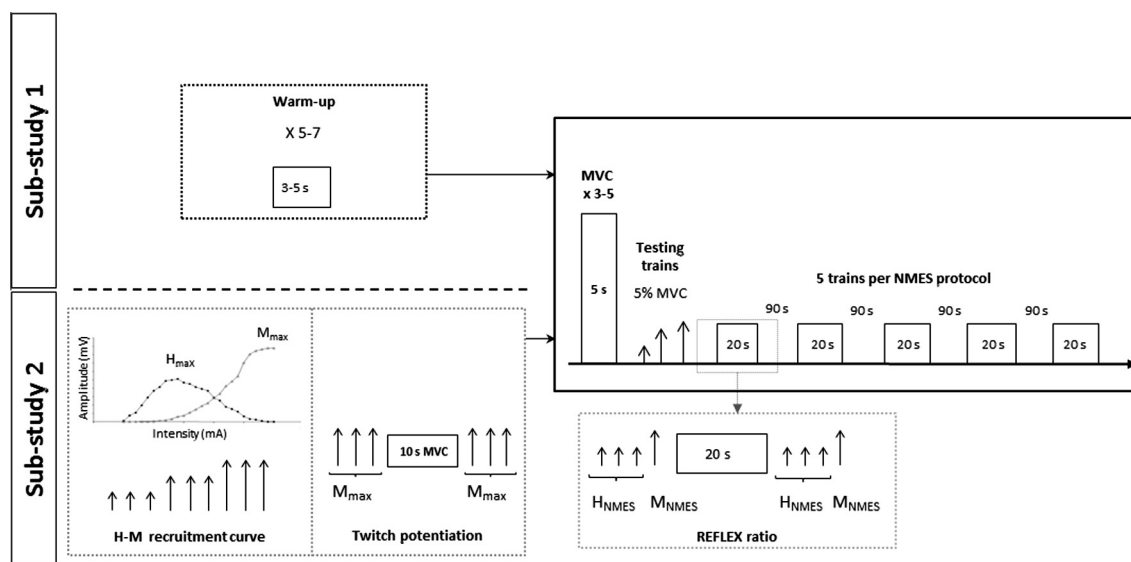 Sub-study 1
Warm-up
X 5-7
3-5 s
MVC
x 3-5
5 s
Testing
trains
5% MVC
5 trains per NMES protocol
90 s
90 s
90 s
90 s
20 s
20 s
20 s
20 s
20 s
Sub-study 2
Amplitude (mV)
Hmax
Mmax
Intensity (mA)
H-M recruitment curve
10 s MVC
Mmax
Mmax
Twitch potentiation
20 s
HNMES
MNMES
HNMES
MNMES
REFLEX ratio